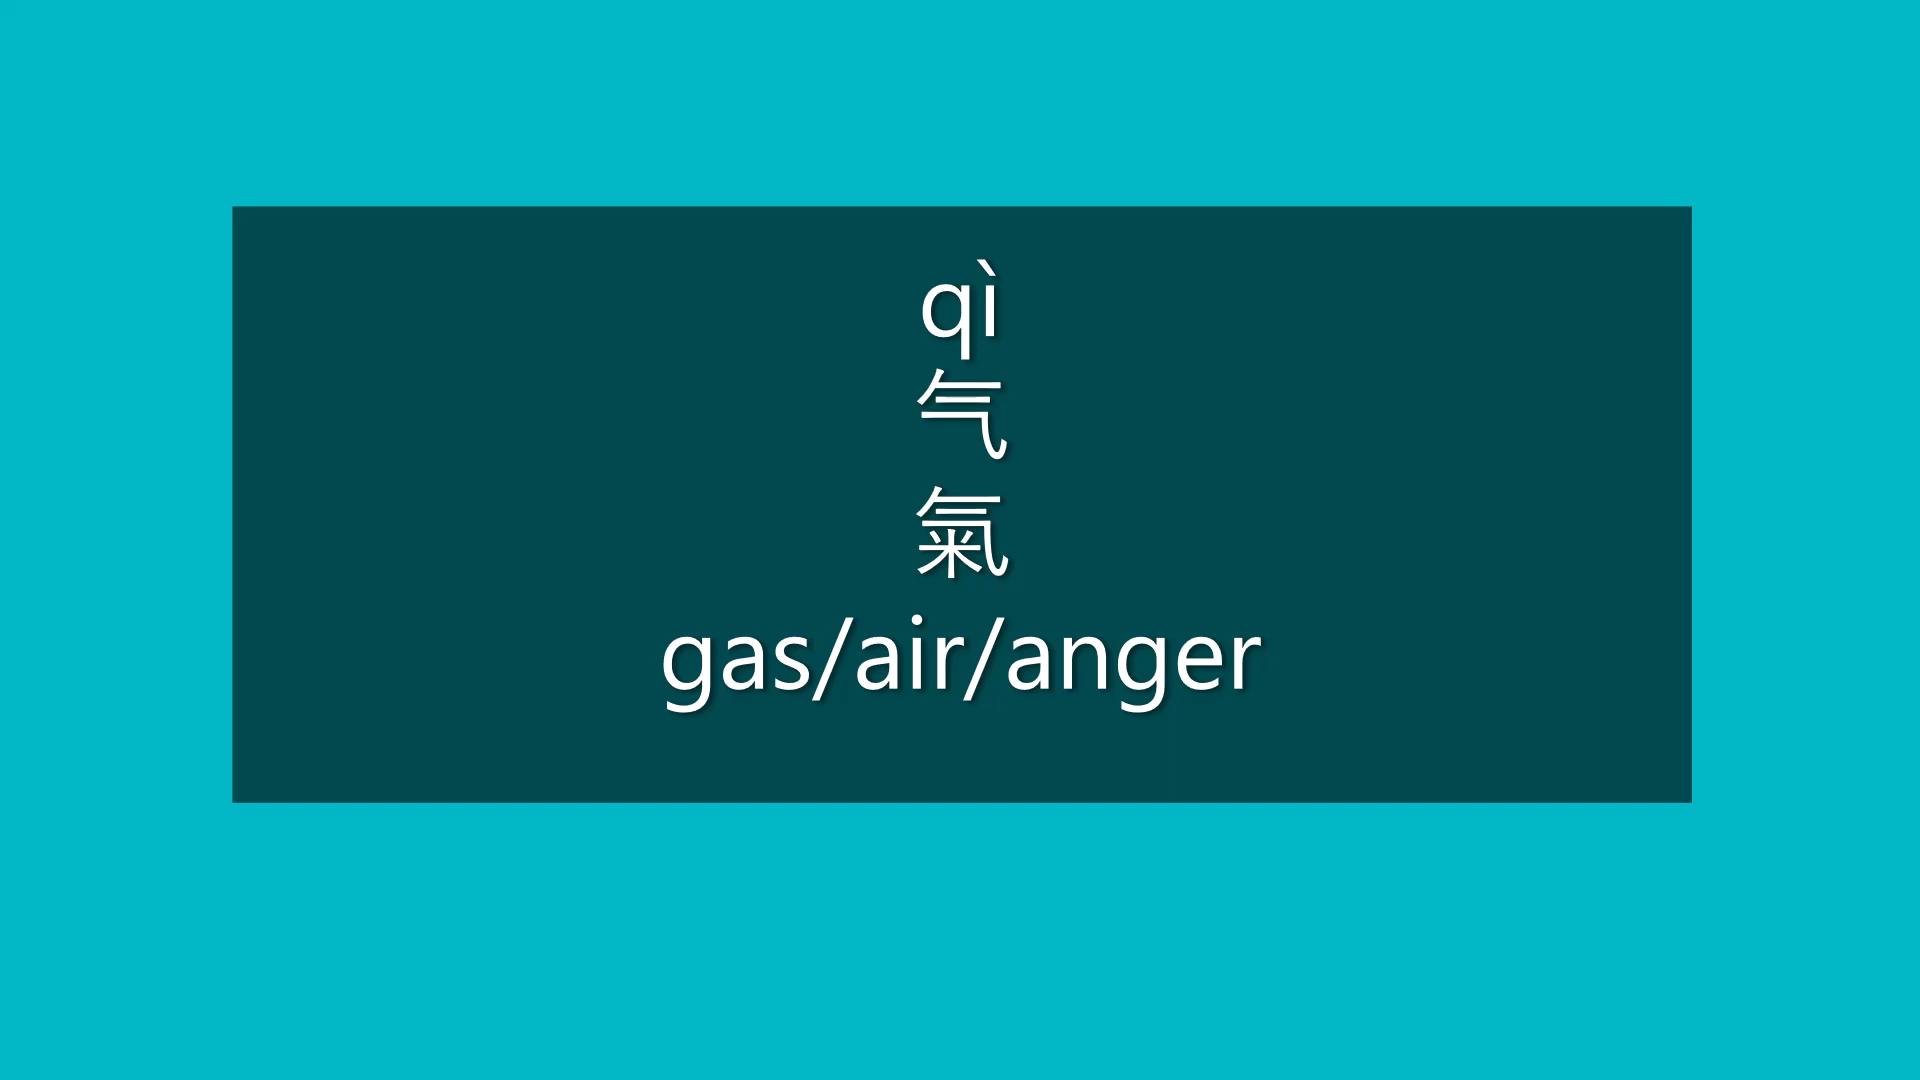 qì
气
氣
gas/air/anger